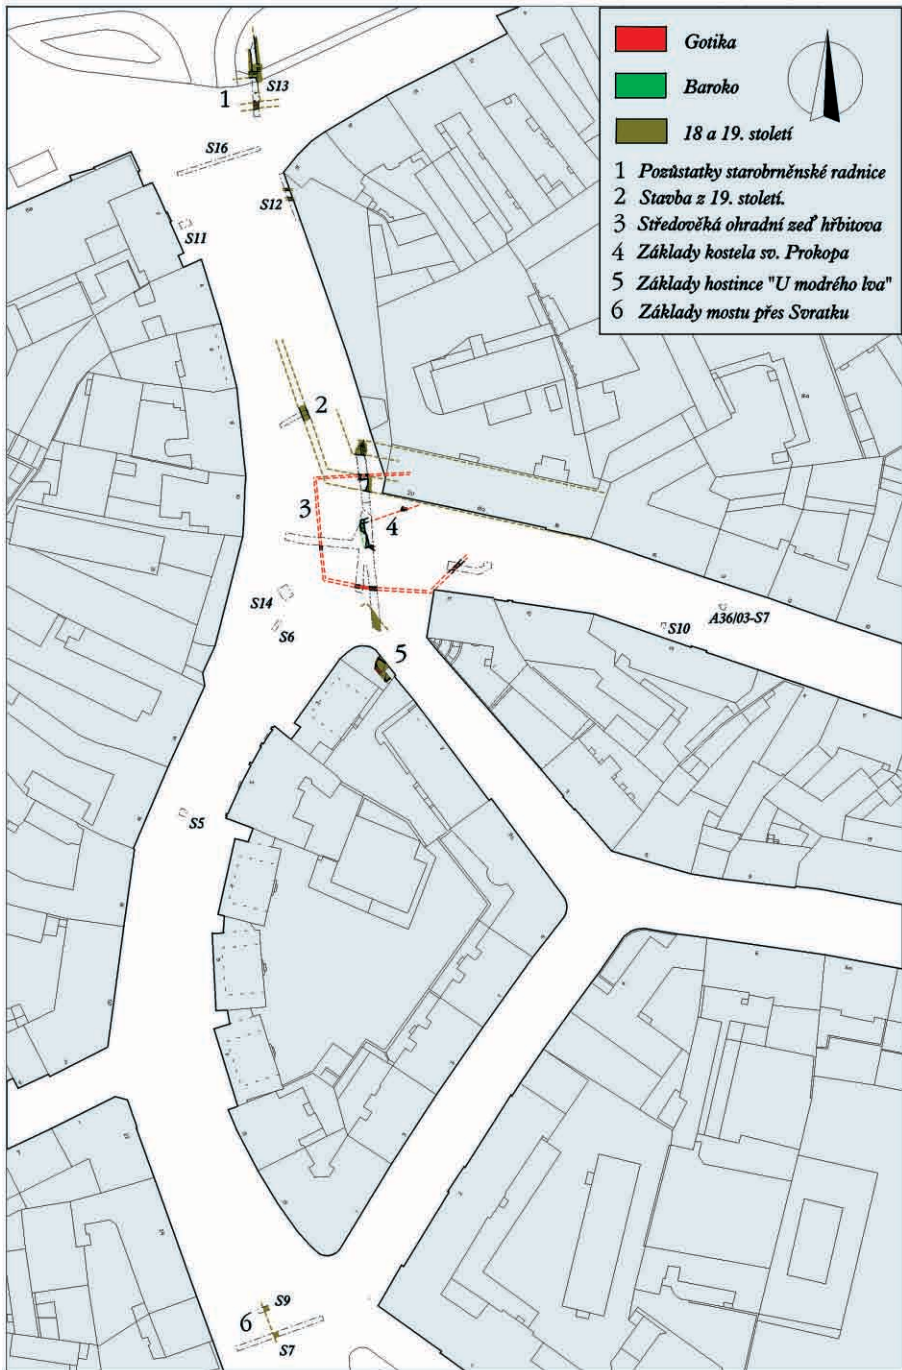 Gotika
Baroko
18 a 19. století
1 Pozůstatky starobrněnské radnice
2 Stavba z 19. století.
3 Středověká ohradní zeď hřbitova
4 Základy kostela sv. Prokopa
5 Základy hostince "U modrého lva"
6 Základy mostu přes Svratku
S13
1
S16
S12
S11
2
3
4
S14
S6
A36/03-S7
S10
5
S5
S9
6
S7